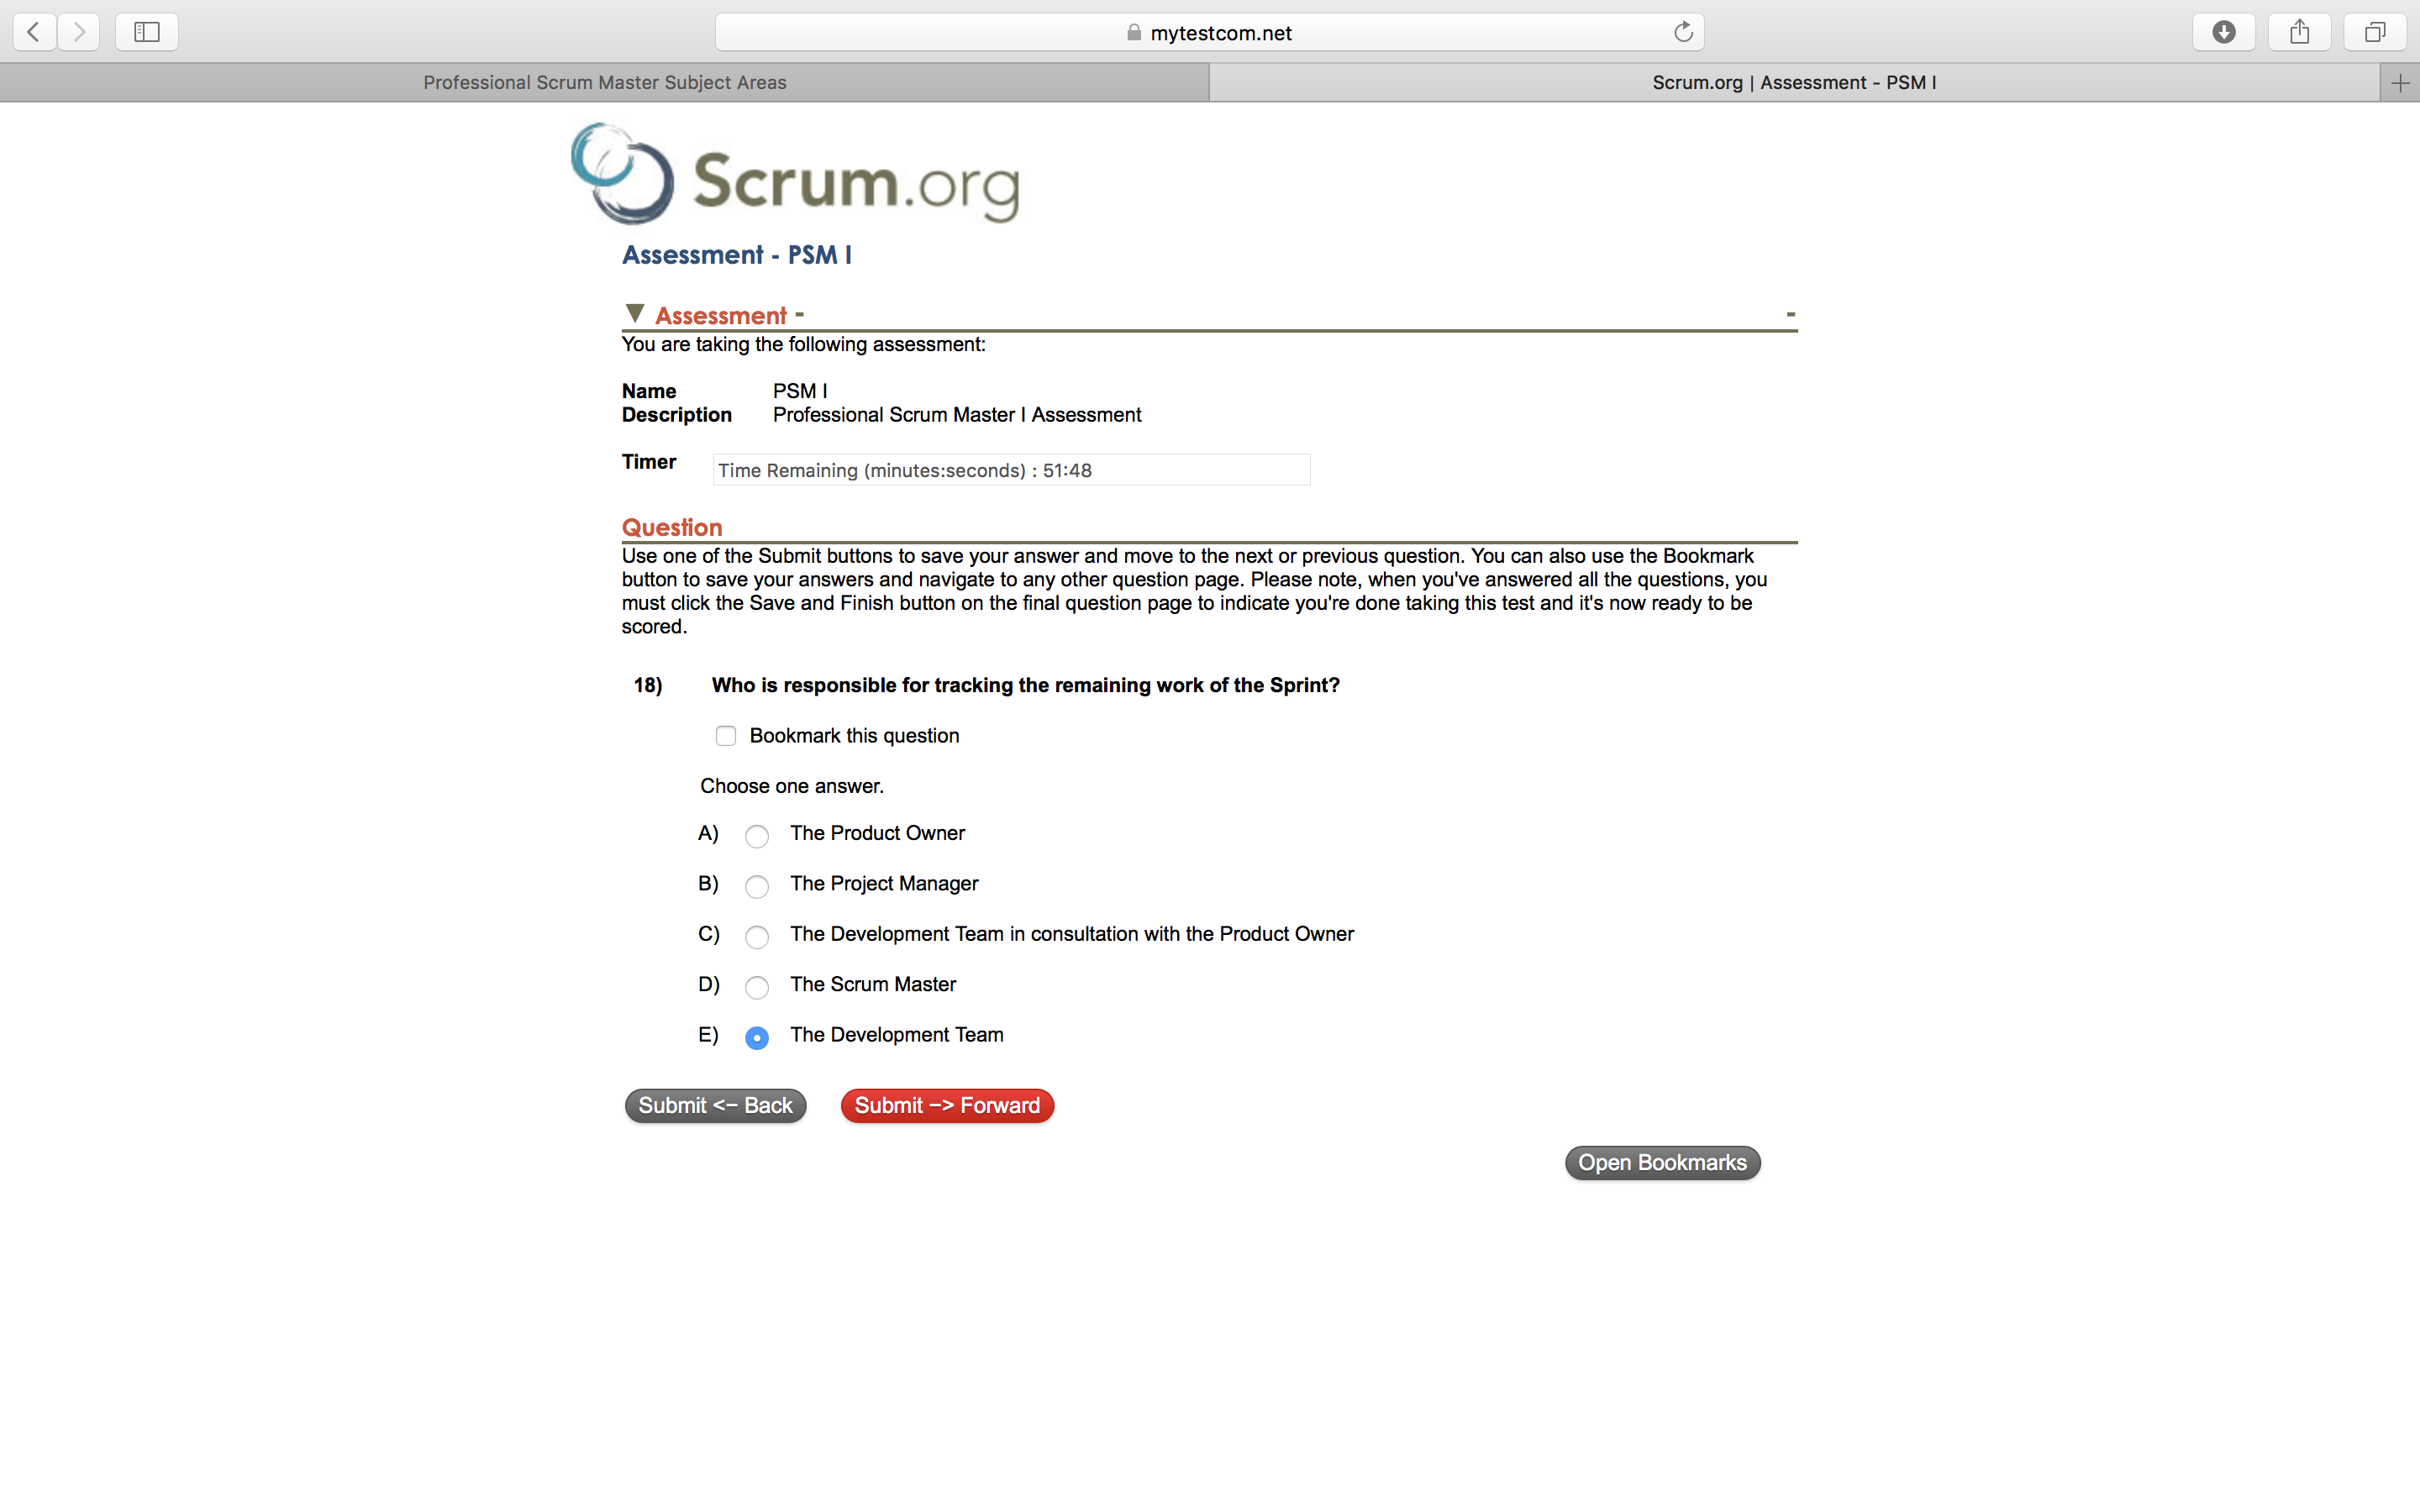 mytestcom.net
Professional Scrum Master Subject Areas
Scrum.org | Assessment - PSM I
Scrum.org
Assessment - PSM I
Assessment -
-
You are taking the following assessment:
Name PSM I
Description Professional Scrum Master I Assessment
Timer Time Remaining (minutes:seconds) : 51:48
Question
Use one of the Submit buttons to save your answer and move to the next or previous question. You can also use the Bookmark
button to save your answers and navigate to any other question page. Please note, when you've answered all the questions, you
must click the Save and Finish button on the final question page to indicate you're done taking this test and it's now ready to be
scored.
18) Who is responsible for tracking the remaining work of the Sprint?
Bookmark this question
Choose one answer.
A) The Product Owner
B) The Project Manager
C) The Development Team in consultation with the Product Owner
D) The Scrum Master
E) The Development Team
Submit <- Back Submit -> Forward
Open Bookmarks